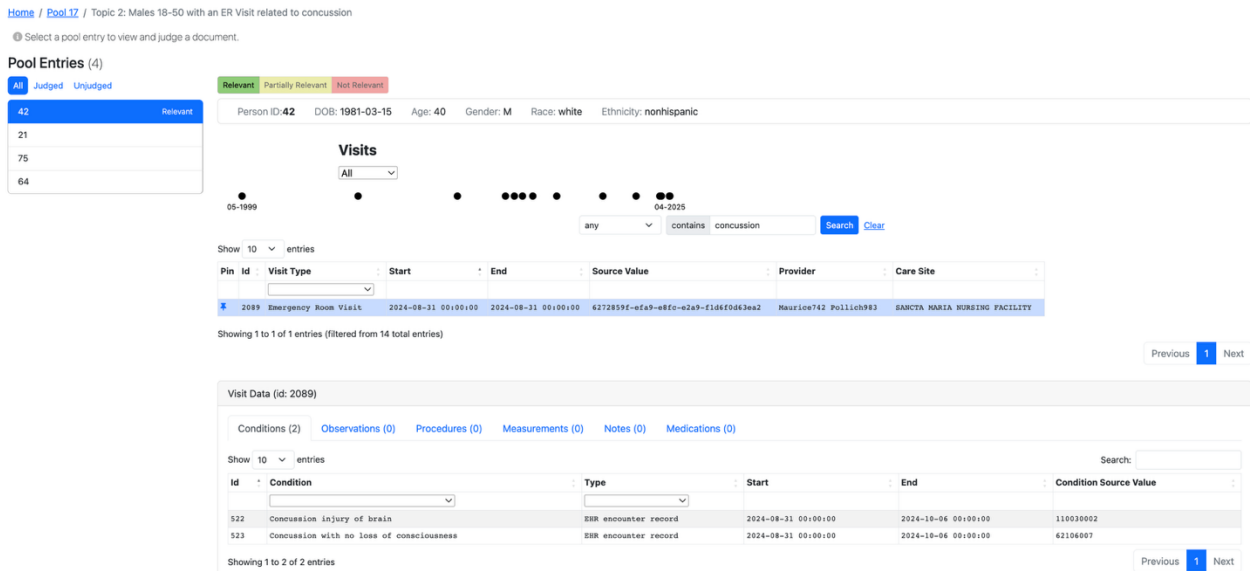 Home / Pool 17 / Topic 2: Males 18-50 with an ER Visit related to concussion
Select a pool entry to view and judge a document.
Pool Entries (4)
All Judged Unjudged
42 Relevant
21
75
64
Relevant Partially Relevant Not Relevant
Person ID:42 DOB: 1981-03-15 Age: 40 Gender: M Race: white Ethnicity: nonhispanic
Visits
All
05-1999 04-2025
any contains concussion Search Clear
Show 10 entries
Pin Id Visit Type Start End Source Value Provider Care Site
2089 Emergency Room Visit 2024-08-31 00:00:00 2024-08-31 00:00:00 6272859f-efa9-e8fc-e2a9-f1d6f0d63ea2 Maurice742 Pollich983 SANCTA MARIA NURSING FACILITY
Showing 1 to 1 of 1 entries (filtered from 14 total entries)
Previous 1 Next
Visit Data (id: 2089)
Conditions (2) Observations (0) Procedures (0) Measurements (0) Notes (0) Medications (0)
Show 10 entries Search:
Id Condition Type Start End Condition Source Value
522 Concussion injury of brain EHR encounter record 2024-08-31 00:00:00 2024-10-06 00:00:00 110030002
523 Concussion with no loss of consciousness EHR encounter record 2024-08-31 00:00:00 2024-10-06 00:00:00 62106007
Showing 1 to 2 of 2 entries
Previous 1 Next